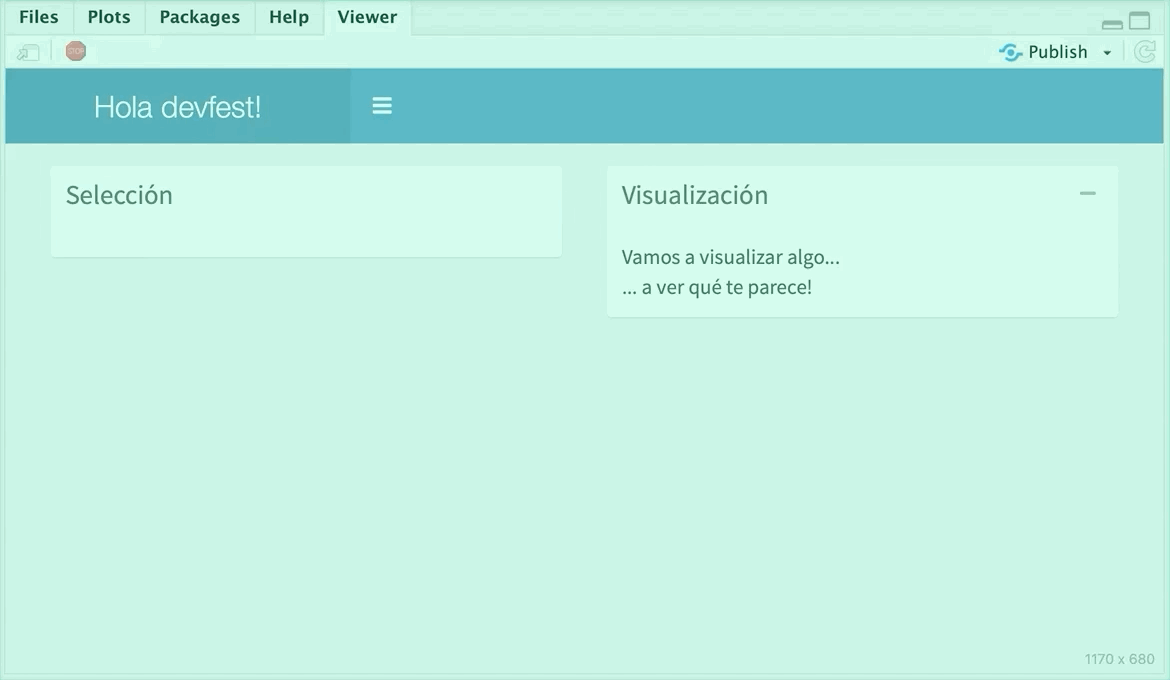 Files Plots Packages Help Viewer
STOP Publish
Hola devfest!
Selección
Visualización
Vamos a visualizar algo...
... a ver qué te parece!
1170 x 680